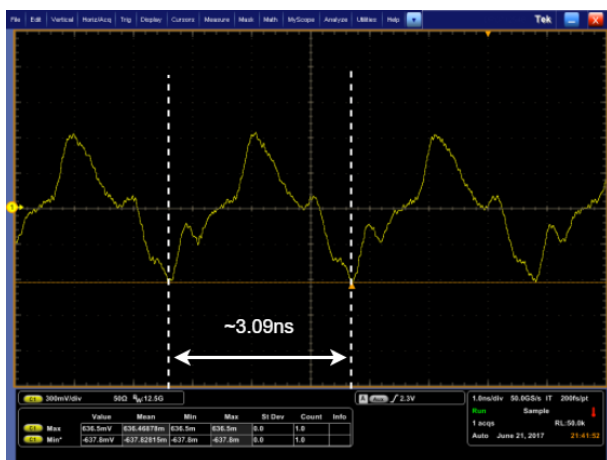 File Edit Vertical Horiz/Acq Trig Display Cursors Measure Mask Math MyScope Analyze Utilities Help Tek X
1
~3.09ns
C1 300mV/div 50Ω BW:12.5G
A Aux 2.3V
1.0ns/div 50.0GS/s IT 200fs/pt
Run Sample
1 acqs RL:50.0k
Auto June 21, 2017 21:41:52
Value Mean Min Max St Dev Count Info
C1 Max 636.5mV 636.46878m 636.5m 636.5m 0.0 1.0
C1 Min* -637.8mV -637.82815m -637.8m -637.8m 0.0 1.0